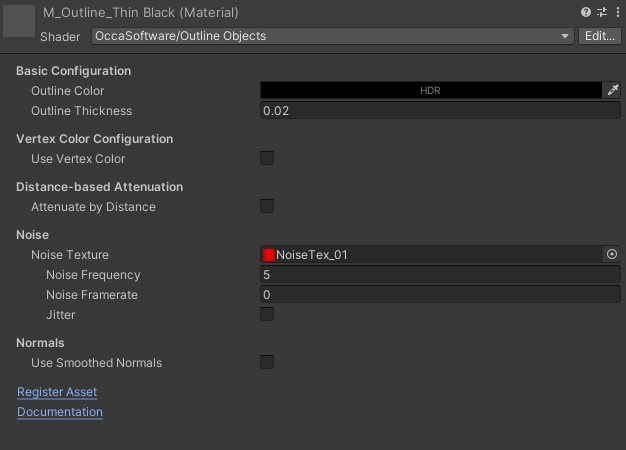 M_Outline_Thin Black (Material)
Shader OccaSoftware/Outline Objects Edit...
Basic Configuration
Outline Color HDR
Outline Thickness 0.02
Vertex Color Configuration
Use Vertex Color
Distance-based Attenuation
Attenuate by Distance
Noise
Noise Texture NoiseTex_01
Noise Frequency 5
Noise Framerate 0
Jitter
Normals
Use Smoothed Normals
Register Asset
Documentation